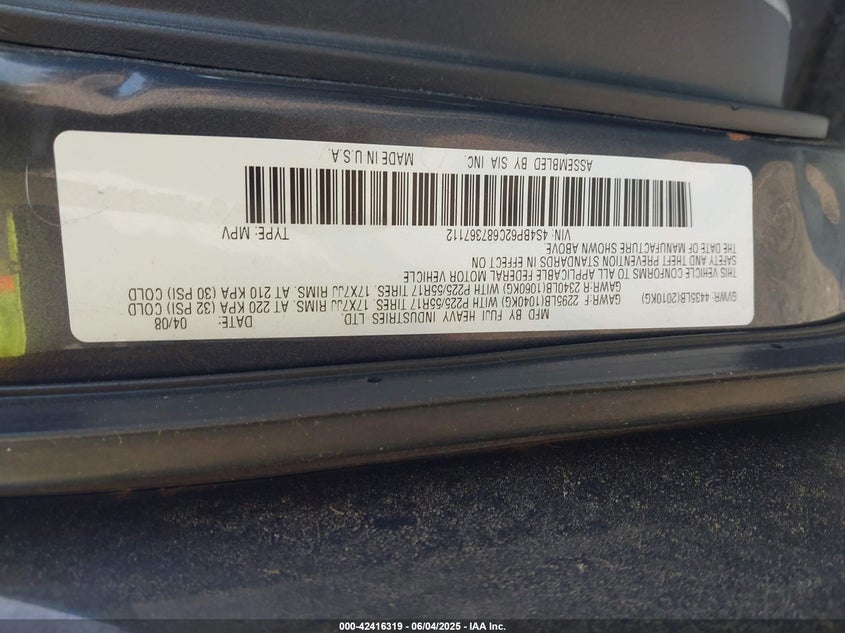 MFD BY FUJI HEAVY INDUSTRIES LTD. DATE: 04/08
GVWR: 4435LB(2010KG)
GAWR:F 2295LB(1040KG) WITH P225/55R17 TIRES. 17X7JJ RIMS. AT 220 KPA (32 PSI) COLD
GAWR:R 2340LB(1060KG) WITH P225/55R17 TIRES. 17X7JJ RIMS. AT 210 KPA (30 PSI) COLD
THIS VEHICLE CONFORMS TO ALL APPLICABLE FEDERAL MOTOR VEHICLE
SAFETY AND THEFT PREVENTION STANDARDS IN EFFECT ON
THE DATE OF MANUFACTURE SHOWN ABOVE.
VIN: 4S4BP62C687367112 TYPE: MPV
ASSEMBLED BY SIA INC. MADE IN U.S.A.
000-42416319 - 06/04/2025 - IAA Inc.